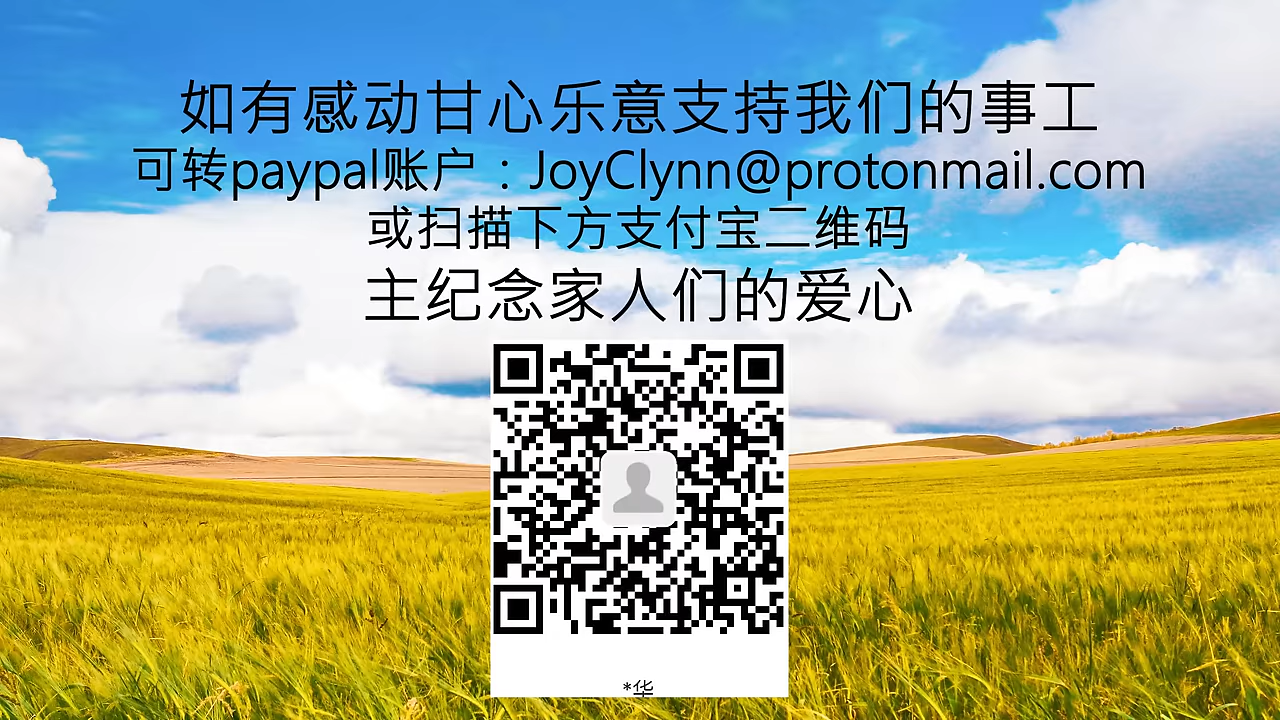 如有感动甘心乐意支持我们的事工
可转paypal账户：JoyClynn@protonmail.com
或扫描下方支付宝二维码
主纪念家人们的爱心
*华